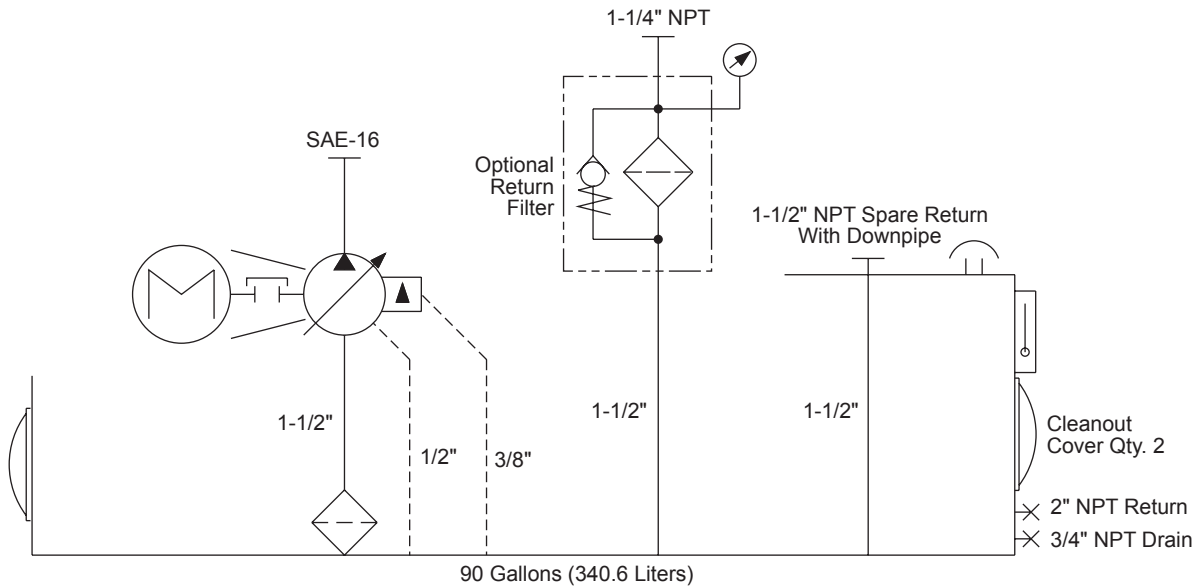 1-1/4" NPT
SAE-16
Optional
Return
Filter
1-1/2" NPT Spare Return
With Downpipe
M
1-1/2"
1/2"
3/8"
1-1/2"
1-1/2"
Cleanout
Cover Qty. 2
2" NPT Return
3/4" NPT Drain
90 Gallons (340.6 Liters)